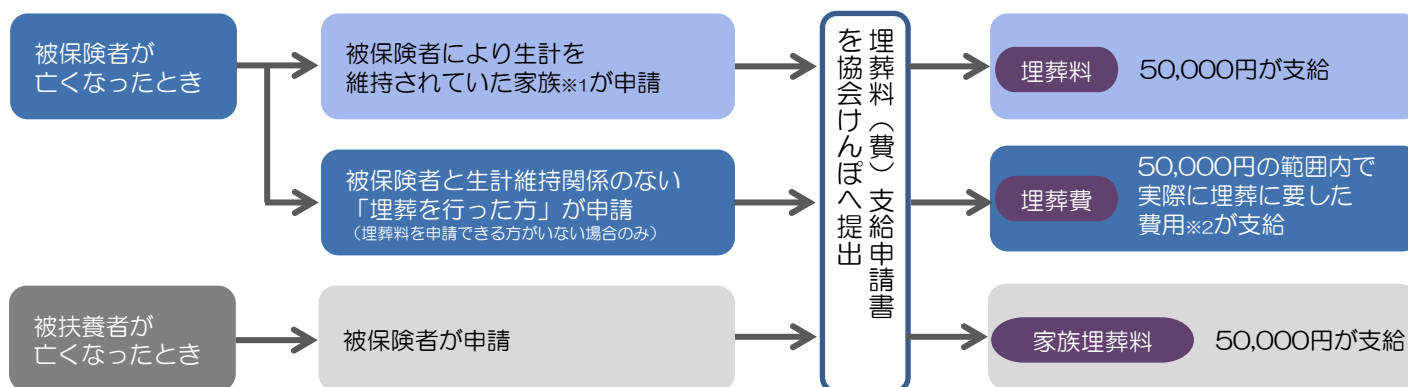 被保険者が
亡くなったとき
被保険者により生計を
維持されていた家族※1が申請
被保険者と生計維持関係のない
「埋葬を行った方」が申請
（埋葬料を申請できる方がいない場合のみ）
埋葬料（費）支給申請書
を協会けんぽへ提出
埋葬料 50,000円が支給
埋葬費
50,000円の範囲内で
実際に埋葬に要した
費用※2が支給
被扶養者が
亡くなったとき
被保険者が申請
家族埋葬料 50,000円が支給